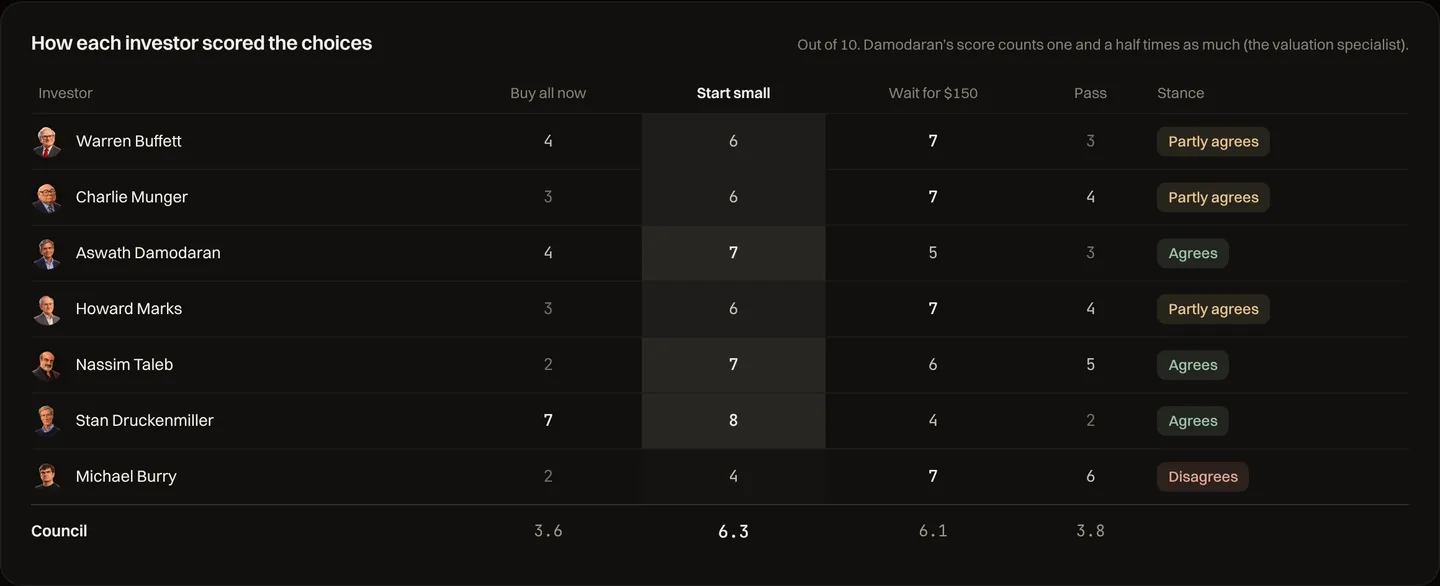 How each investor scored the choices
Out of 10. Damodaran's score counts one and a half times as much (the valuation specialist).
Investor Buy all now Start small Wait for $150 Pass Stance
Warren Buffett 4 6 7 3 Partly agrees
Charlie Munger 3 6 7 4 Partly agrees
Aswath Damodaran 4 7 5 3 Agrees
Howard Marks 3 6 7 4 Partly agrees
Nassim Taleb 2 7 6 5 Agrees
Stan Druckenmiller 7 8 4 2 Agrees
Michael Burry 2 4 7 6 Disagrees
Council 3.6 6.3 6.1 3.8